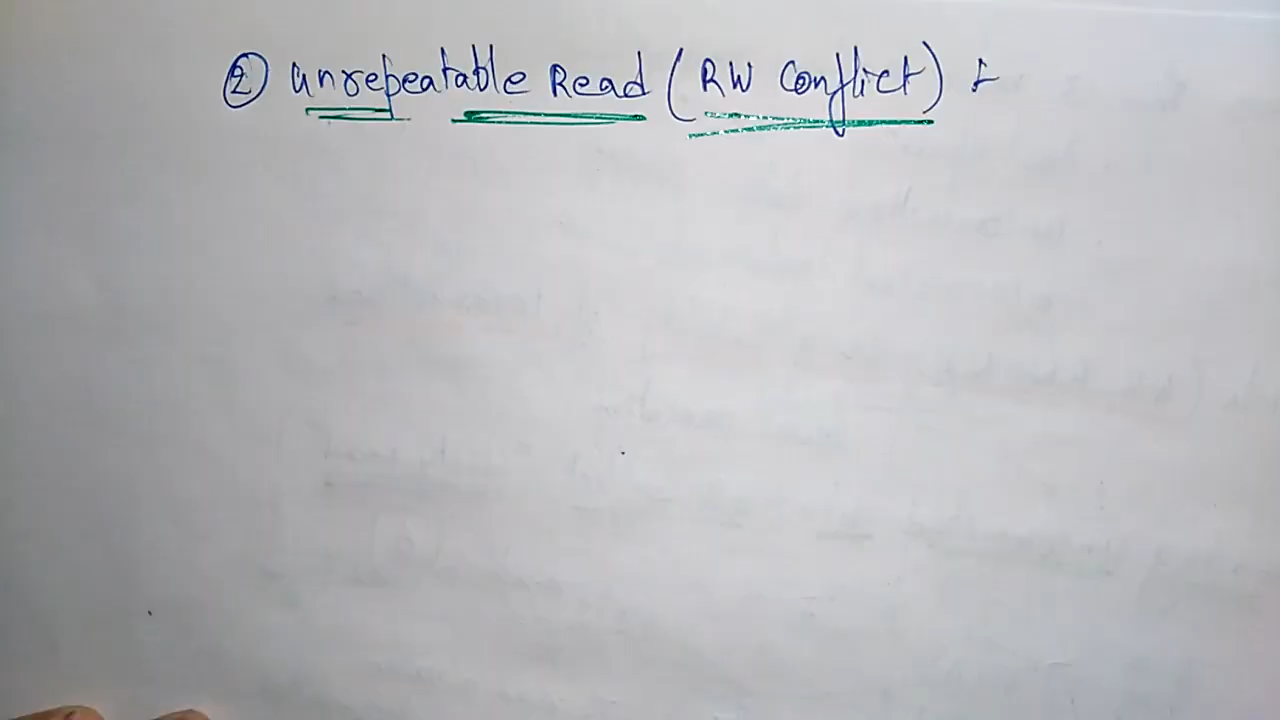 ② unrepeatable Read (RW Conflict) :-